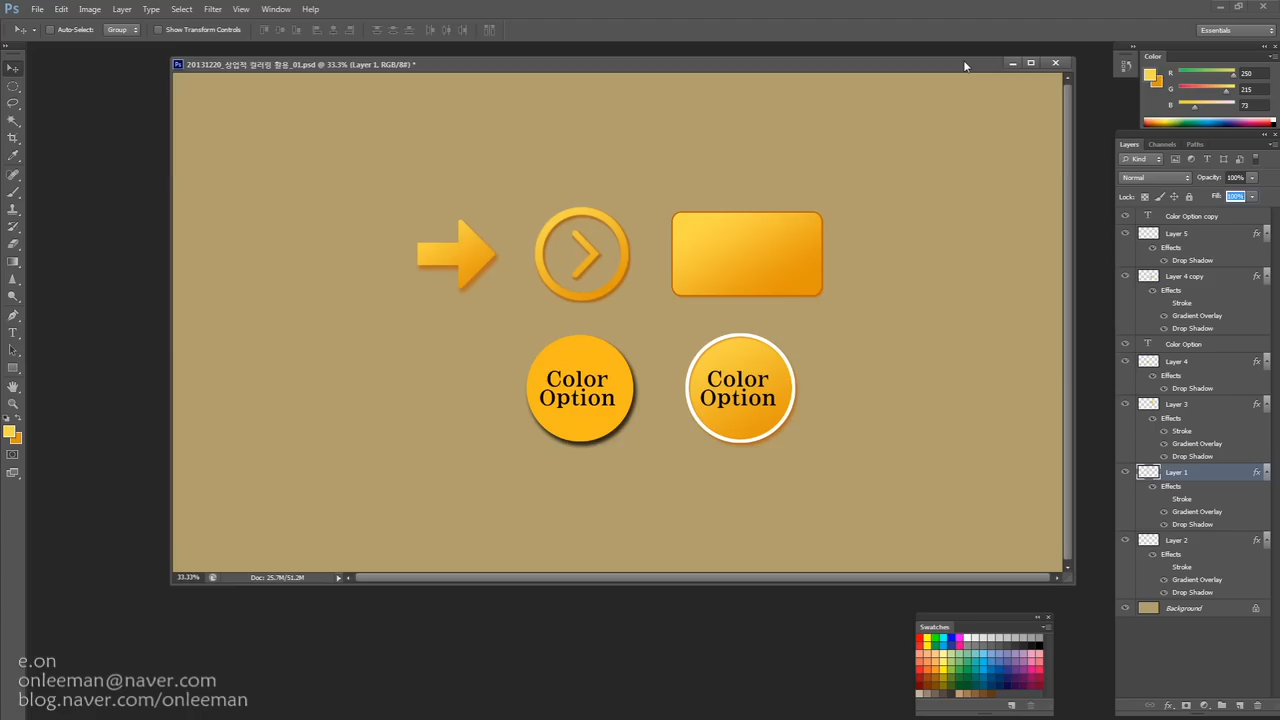 Ps File Edit Image Layer Type Select Filter View Window Help
Auto-Select: Group Show Transform Controls Essentials
20131220_상업적 컬러링 활용_01.psd @ 33.3% (Layer 1, RGB/8#) *
Color
R 250
G 215
B 73
Layers Channels Paths
Kind
Normal Opacity: 100%
Lock: Fill: 100%
Color Option copy
Layer 5 fx
Effects
Drop Shadow
Layer 4 copy fx
Effects
Stroke
Gradient Overlay
Drop Shadow
Color Option
Layer 4 fx
Effects
Drop Shadow
Layer 3 fx
Effects
Stroke
Gradient Overlay
Drop Shadow
Layer 1 fx
Effects
Stroke
Gradient Overlay
Drop Shadow
Layer 2 fx
Effects
Stroke
Gradient Overlay
Drop Shadow
Background
Color
Option
Color
Option
33.33% Doc: 25.7M/51.2M
Swatches
e.on
onleeman@naver.com
blog.naver.com/onleeman